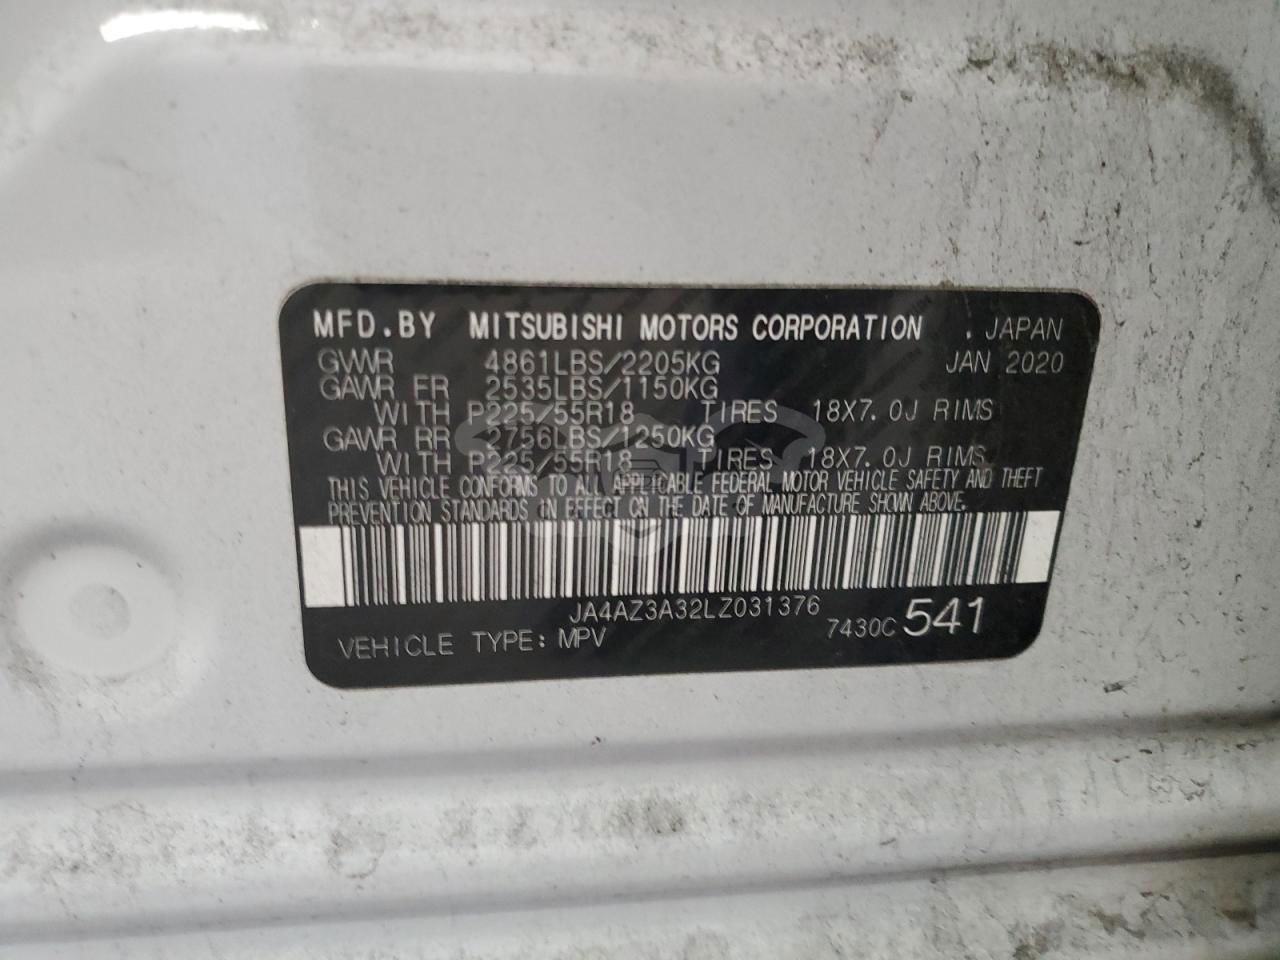 MFD.BY MITSUBISHI MOTORS CORPORATION . JAPAN
GVWR 4861LBS/2205KG JAN 2020
GAWR FR 2535LBS/1150KG
WITH P225/55R18 TIRES 18X7.0J RIMS
GAWR RR 2756LBS/1250KG
WITH P225/55R18 TIRES 18X7.0J RIMS
THIS VEHICLE CONFORMS TO ALL APPLICABLE FEDERAL MOTOR VEHICLE SAFETY AND THEFT
PREVENTION STANDARDS IN EFFECT ON THE DATE OF MANUFACTURE SHOWN ABOVE.
JA4AZ3A32LZ031376
VEHICLE TYPE: MPV 7430C 541